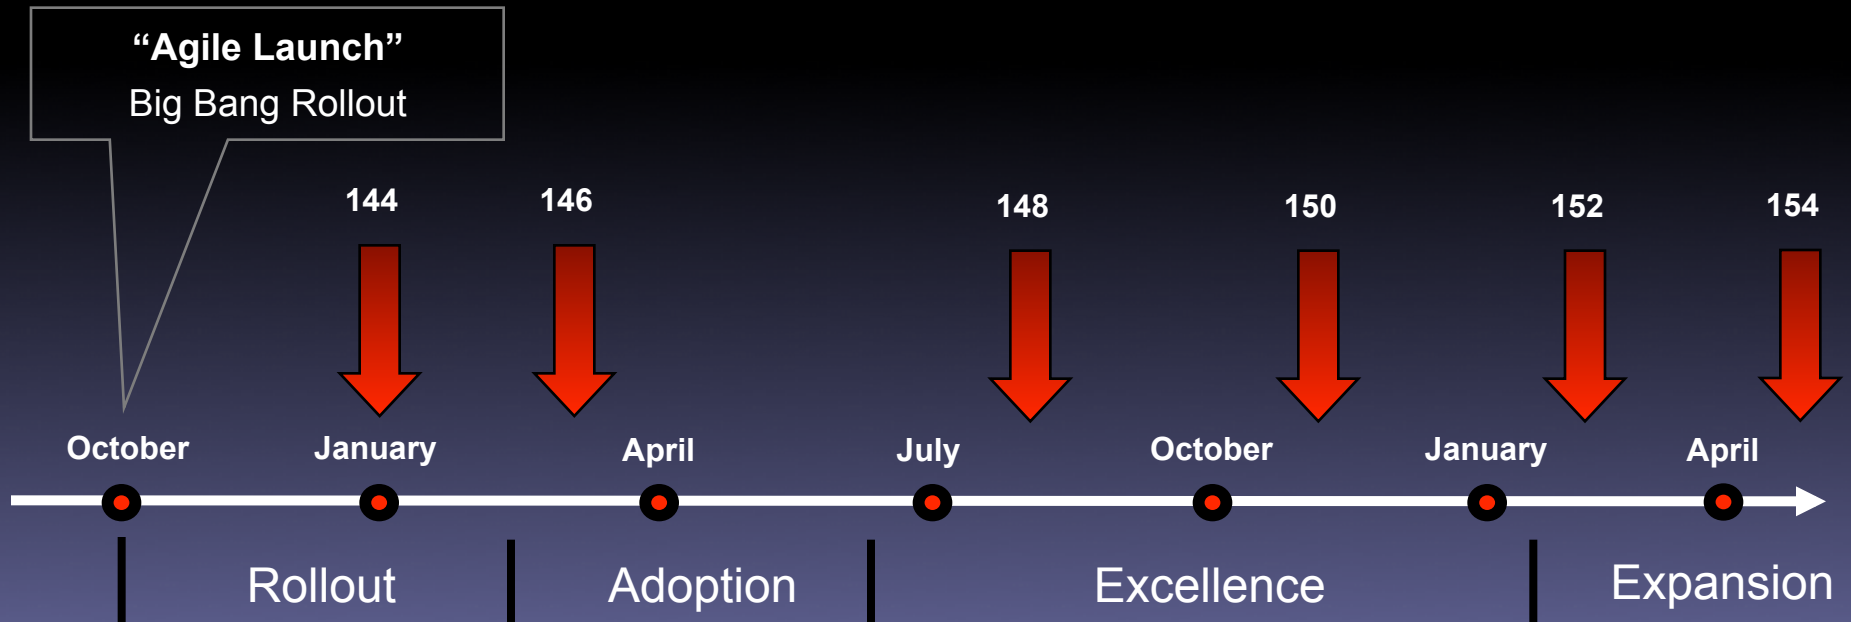 “Agile Launch”
Big Bang Rollout
144 146 148 150 152 154
October January April July October January April
Rollout Adoption Excellence Expansion